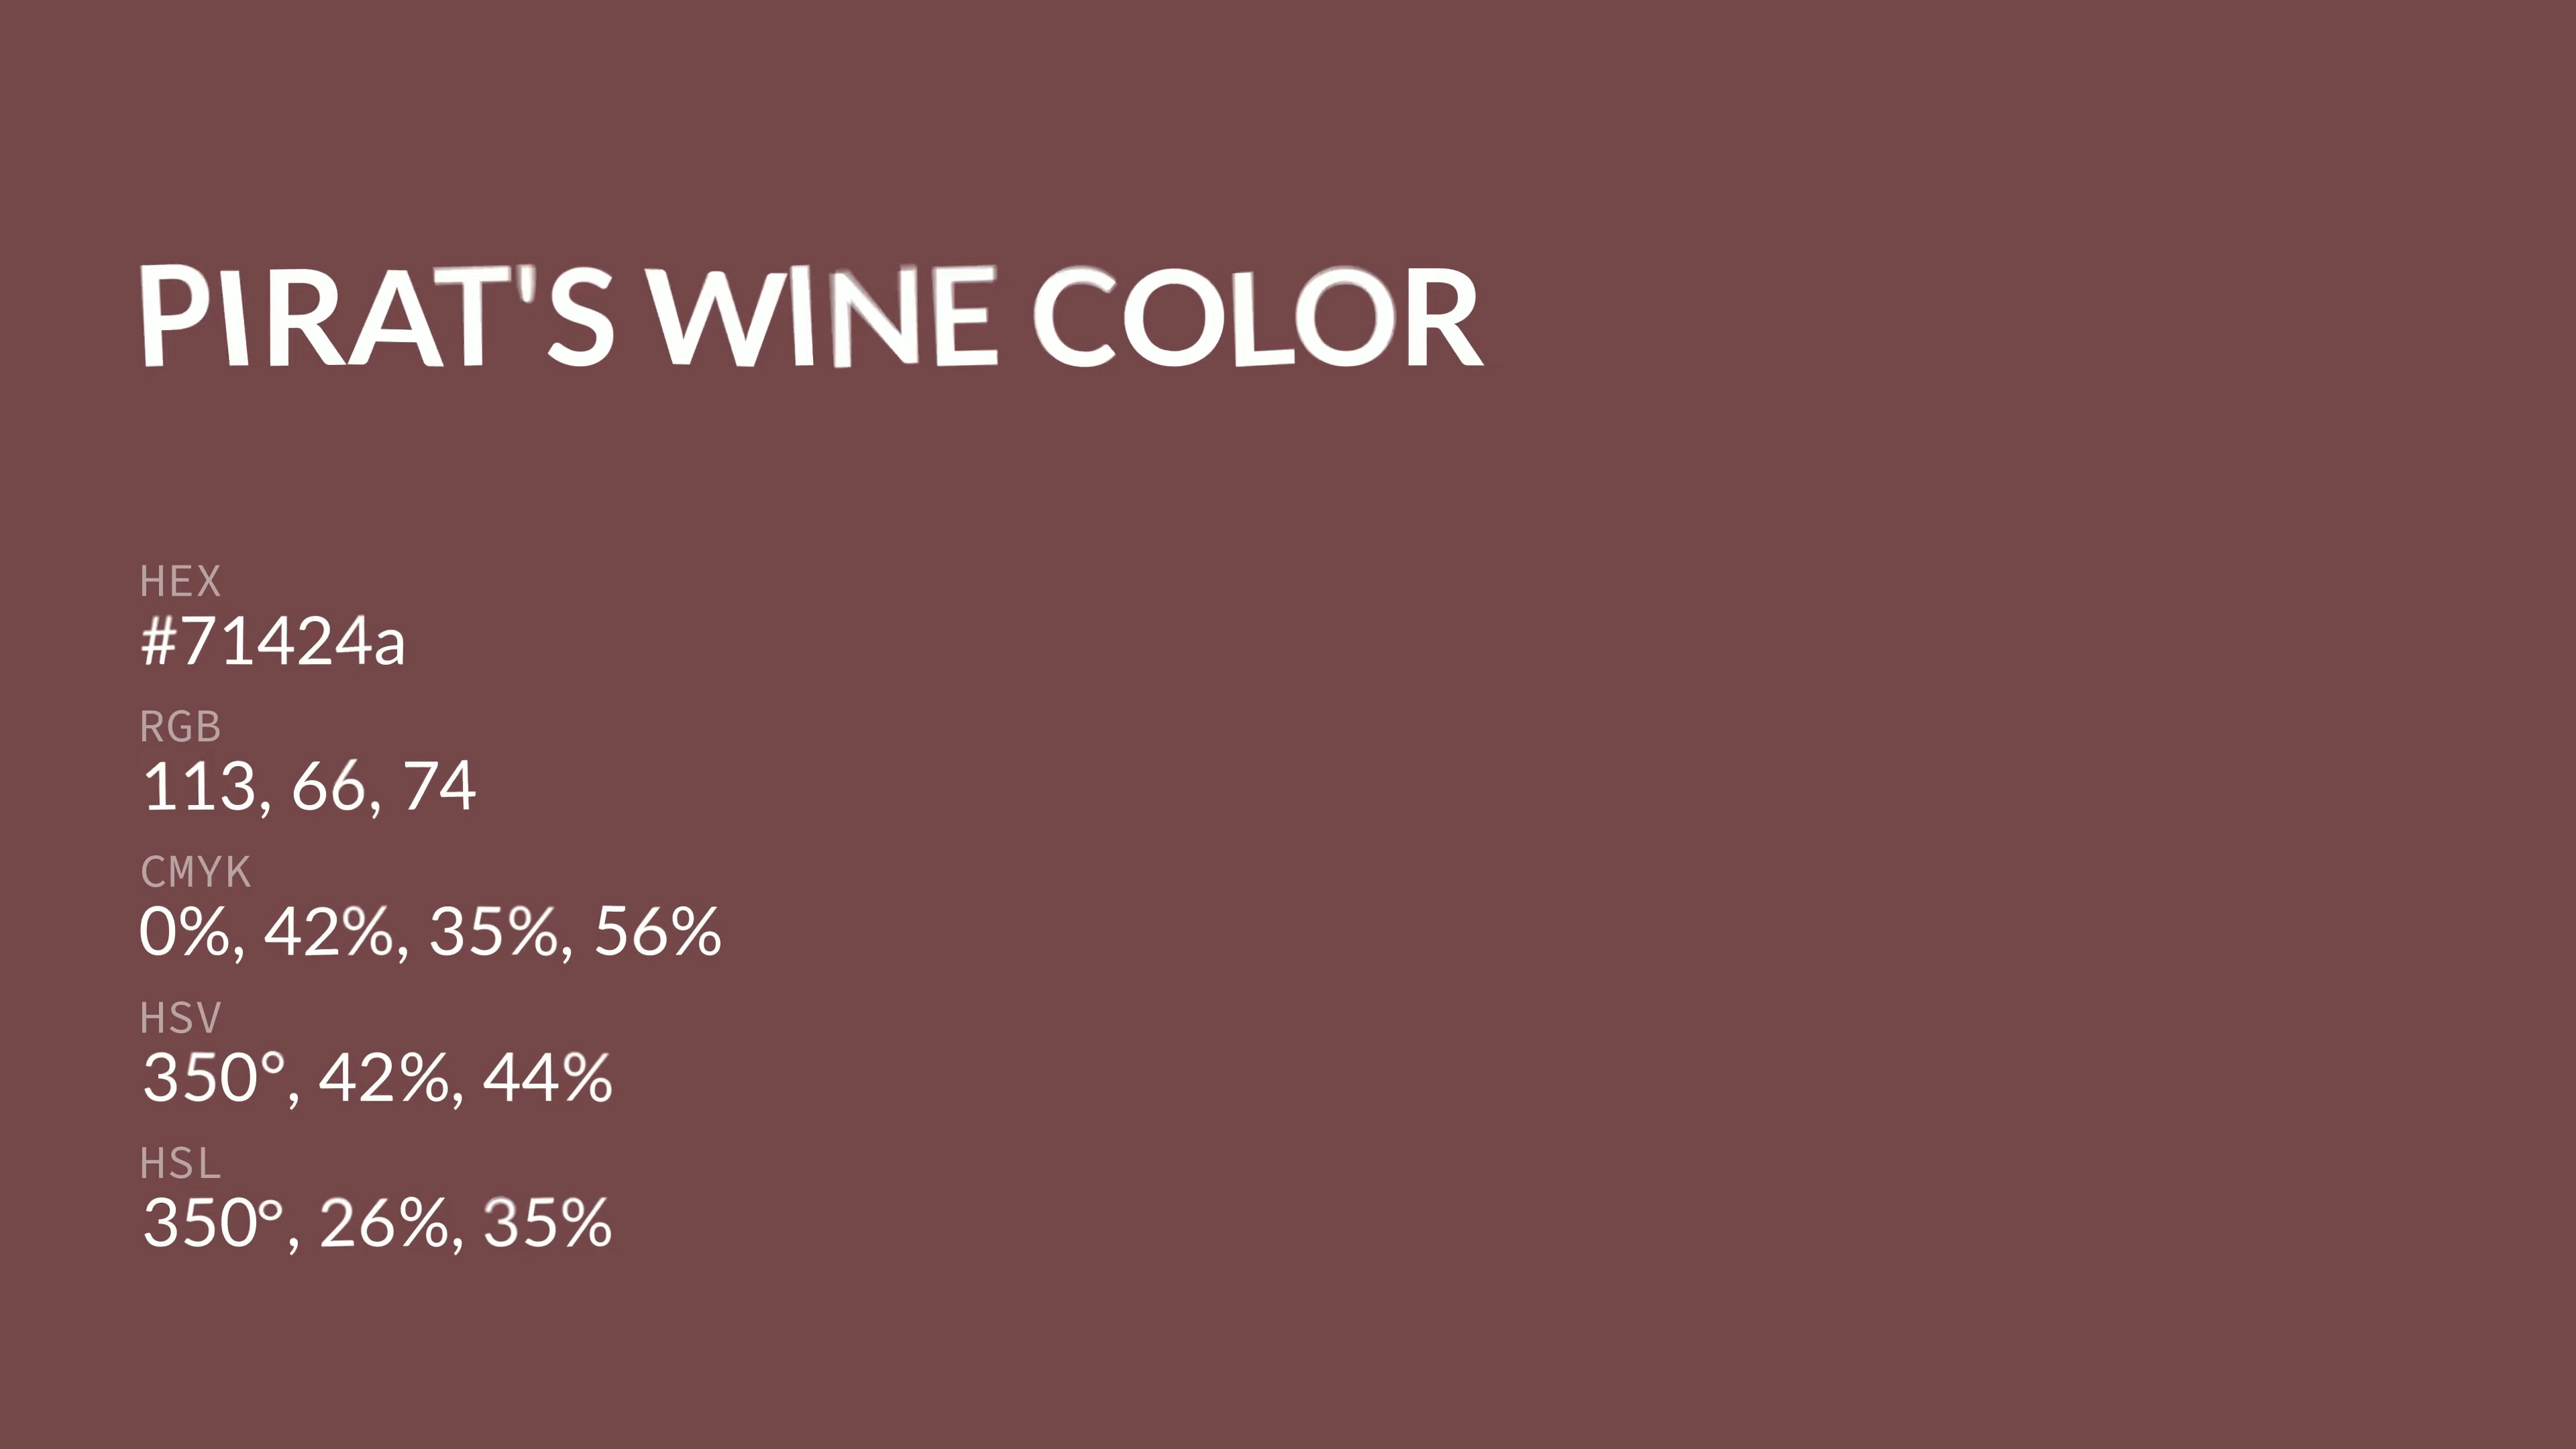 PIRAT'S WINE COLOR
HEX
#71424a
RGB
113, 66, 74
CMYK
0%, 42%, 35%, 56%
HSV
350°, 42%, 44%
HSL
350°, 26%, 35%